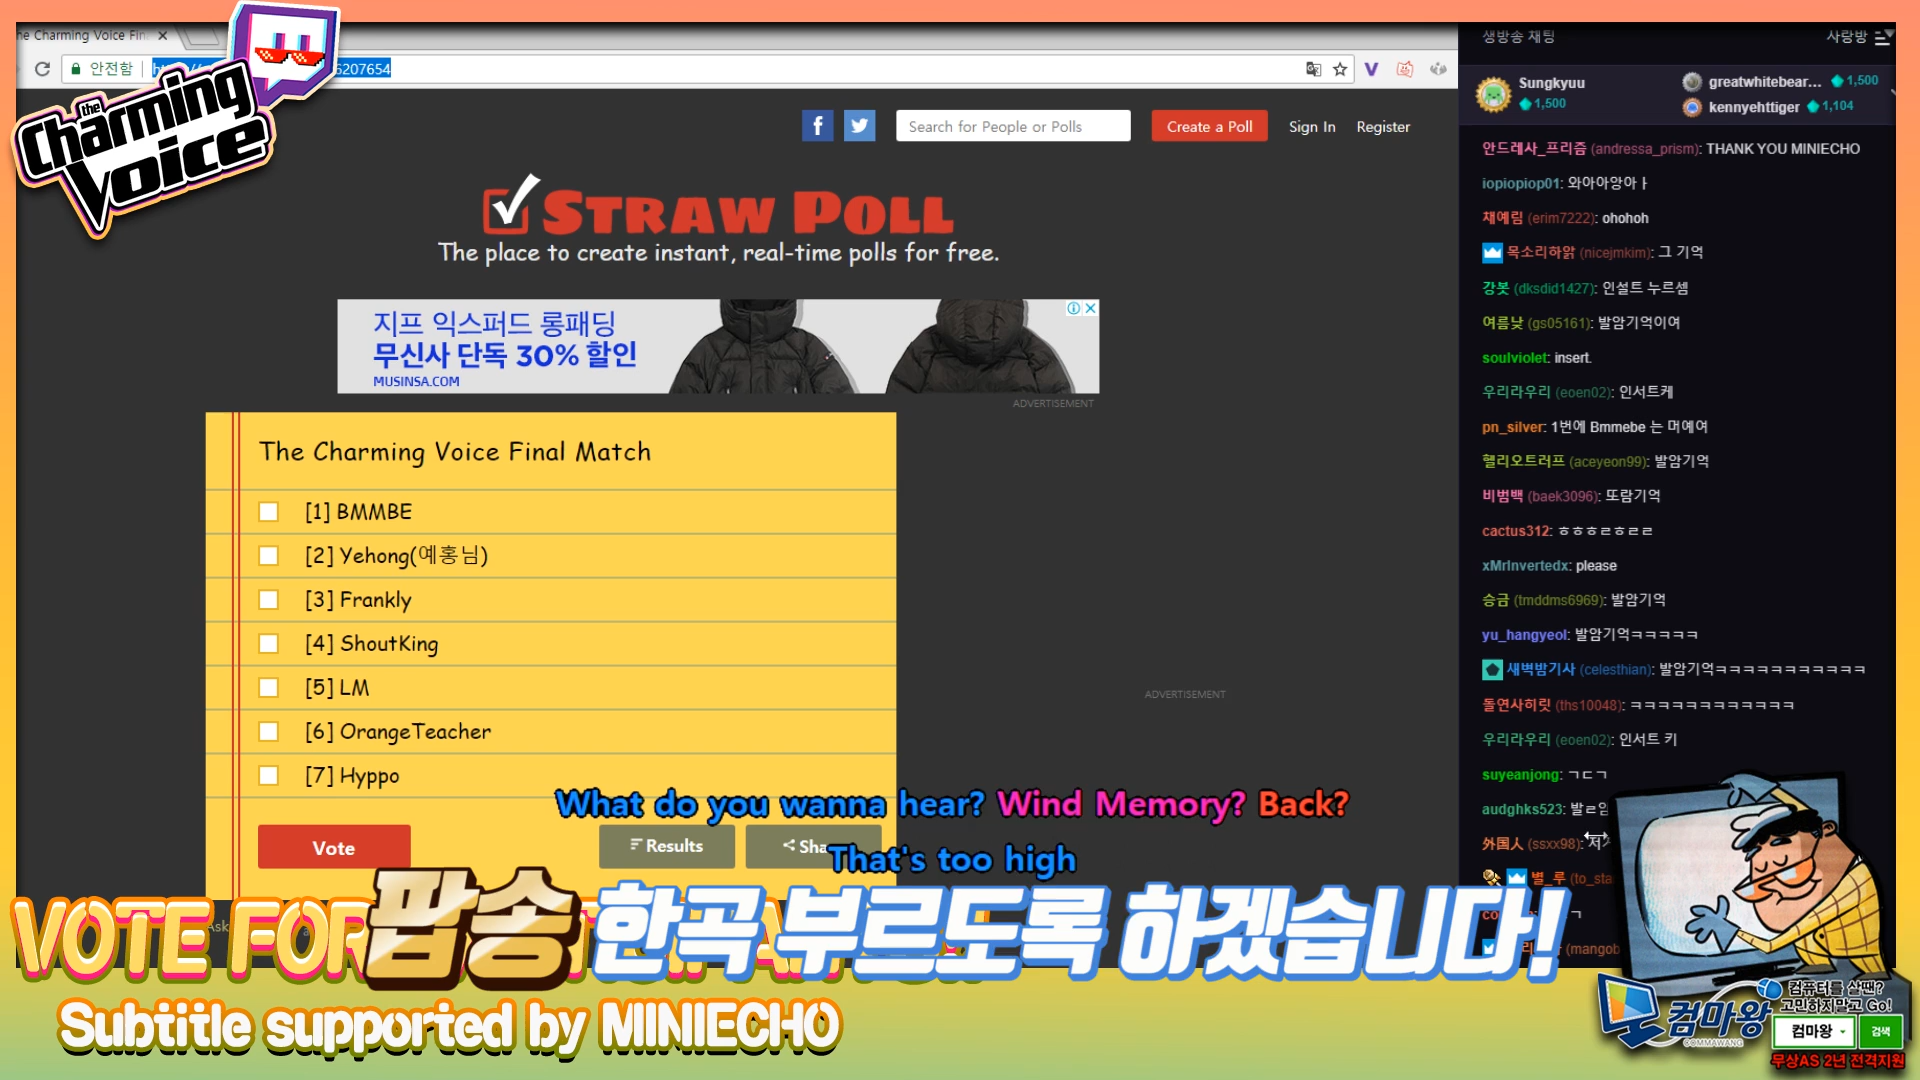 The Charming Voice Fin
안전함
6207654
the
Charming
Voice
Search for People or Polls
Create a Poll
Sign In
Register
STRAW POLL
The place to create instant, real-time polls for free.
지프 익스퍼드 롱패딩
무신사 단독 30% 할인
MUSINSA.COM
ADVERTISEMENT
The Charming Voice Final Match
[1] BMMBE
[2] Yehong(예홍님)
[3] Frankly
[4] ShoutKing
[5] LM
[6] OrangeTeacher
[7] Hyppo
ADVERTISEMENT
Vote
Results
Sha
What do you wanna hear? Wind Memory? Back?
That's too high
VOTE FOR
팝송 한곡 부르도록 하겠습니다!
Subtitle supported by MINIECHO
생방송 채팅
사랑방
Sungkyuu
1,500
greatwhitebear... 1,500
kennyehttiger 1,104
안드레사_프리즘 (andressa_prism): THANK YOU MINIECHO
iopiopiop01: 와아아앙아ㅏ
채예림 (erim7222): ohohoh
목소리하앍 (nicejmkim): 그 기억
강봇 (dksdid1427): 인설트 누르셈
여름낮 (gs05161): 발암기억이여
soulviolet: insert.
우리라우리 (eoen02): 인서트케
pn_silver: 1번에 Bmmebe 는 머예여
헬리오트러프 (aceyeon99): 발암기억
비범백 (baek3096): 또람기억
cactus312: ㅎㅎㅎㄹㅎㄹㄹ
xMrInvertedx: please
승금 (tmddms6969): 발암기억
yu_hangyeol: 발암기억ㅋㅋㅋㅋㅋ
새벽밤기사 (celesthian): 발암기억ㅋㅋㅋㅋㅋㅋㅋㅋㅋㅋㅋ
돌연사히릿 (ths10048): ㅋㅋㅋㅋㅋㅋㅋㅋㅋㅋㅋㅋ
우리라우리 (eoen02): 인서트 키
suyeanjong: ㄱㄷㄱ
audghks523: 발ㄹ암
外国人 (ssxx98): 저
별_루 (to_sta
(mangob
컴마왕
COMMAWANG
컴퓨터를 살땐?
고민하지말고 Go!
컴마왕
검색
무상AS 2년 전격지원